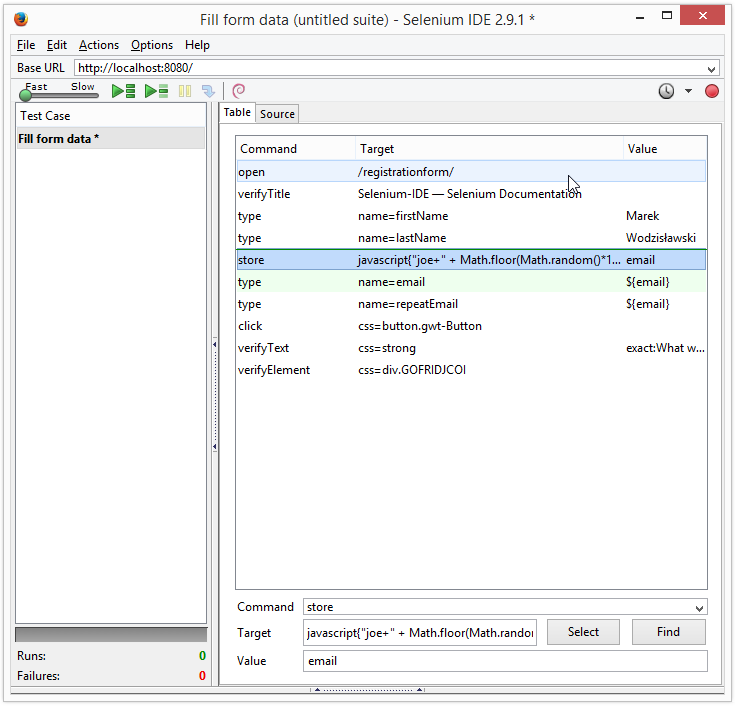 Fill form data (untitled suite) - Selenium IDE 2.9.1 *
File Edit Actions Options Help
Base URL http://localhost:8080/
Fast Slow
Test Case
Fill form data *
Table Source
Command Target Value
open /registrationform/
verifyTitle Selenium-IDE — Selenium Documentation
type name=firstName Marek
type name=lastName Wodzisławski
store javascript{"joe+" + Math.floor(Math.random()*1... email
type name=email ${email}
type name=repeatEmail ${email}
click css=button.gwt-Button
verifyText css=strong exact:What w...
verifyElement css=div.GOFRIDJCOI
Command store
Target javascript{"joe+" + Math.floor(Math.randor Select Find
Value email
Runs: 0
Failures: 0